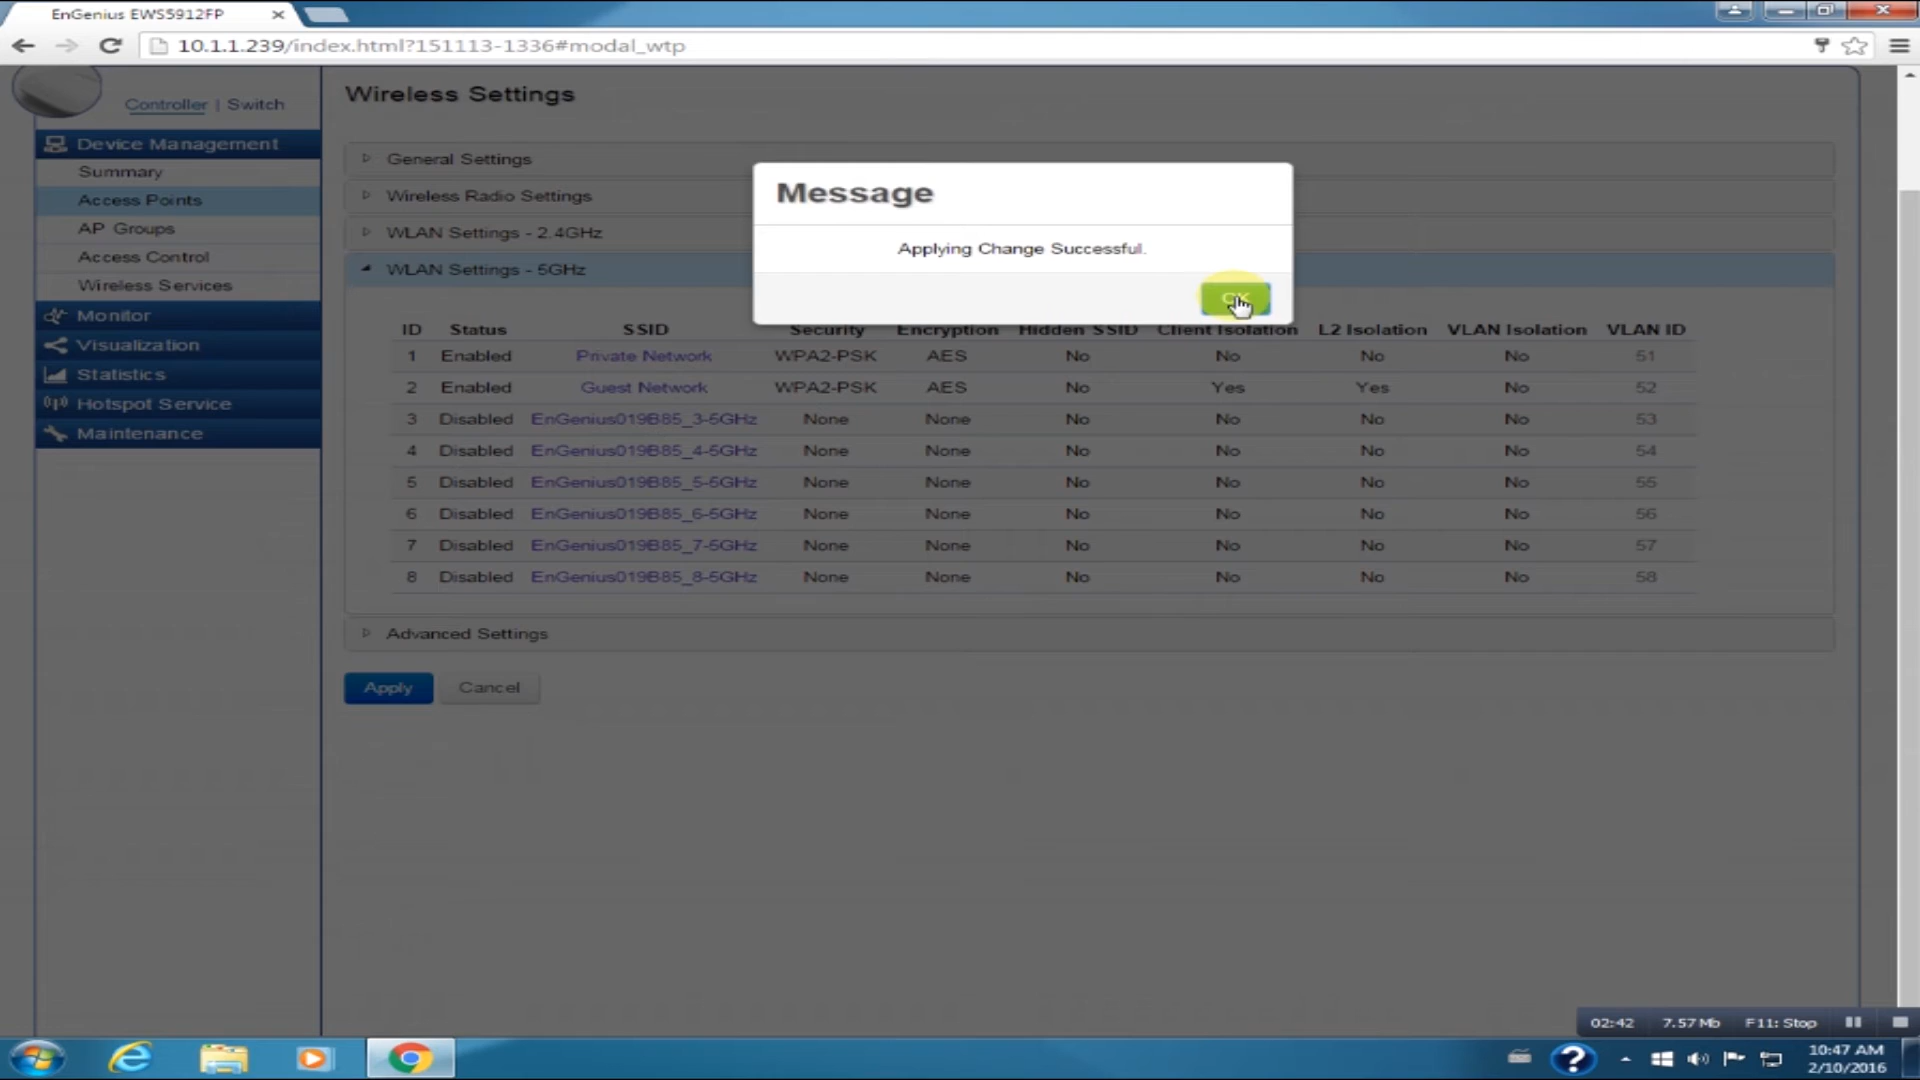 EnGenius EWS5912FP
10.1.1.239/index.html?151113-1336#modal_wtp
Controller | Switch
Device Management
Summary
Access Points
AP Groups
Access Control
Wireless Services
Monitor
Visualization
Statistics
Hotspot Service
Maintenance
Wireless Settings
General Settings
Wireless Radio Settings
WLAN Settings - 2.4GHz
WLAN Settings - 5GHz
Message
Applying Change Successful.
OK
ID Status SSID Security Encryption Hidden SSID Client Isolation L2 Isolation VLAN Isolation VLAN ID
1 Enabled Private Network WPA2-PSK AES No No No No 51
2 Enabled Guest Network WPA2-PSK AES No Yes Yes No 52
3 Disabled EnGenius019B85_3-5GHz None None No No No No 53
4 Disabled EnGenius019B85_4-5GHz None None No No No No 54
5 Disabled EnGenius019B85_5-5GHz None None No No No No 55
6 Disabled EnGenius019B85_6-5GHz None None No No No No 56
7 Disabled EnGenius019B85_7-5GHz None None No No No No 57
8 Disabled EnGenius019B85_8-5GHz None None No No No No 58
Advanced Settings
Apply Cancel
02:42 7.57Mb F11: Stop
10:47 AM
2/10/2016